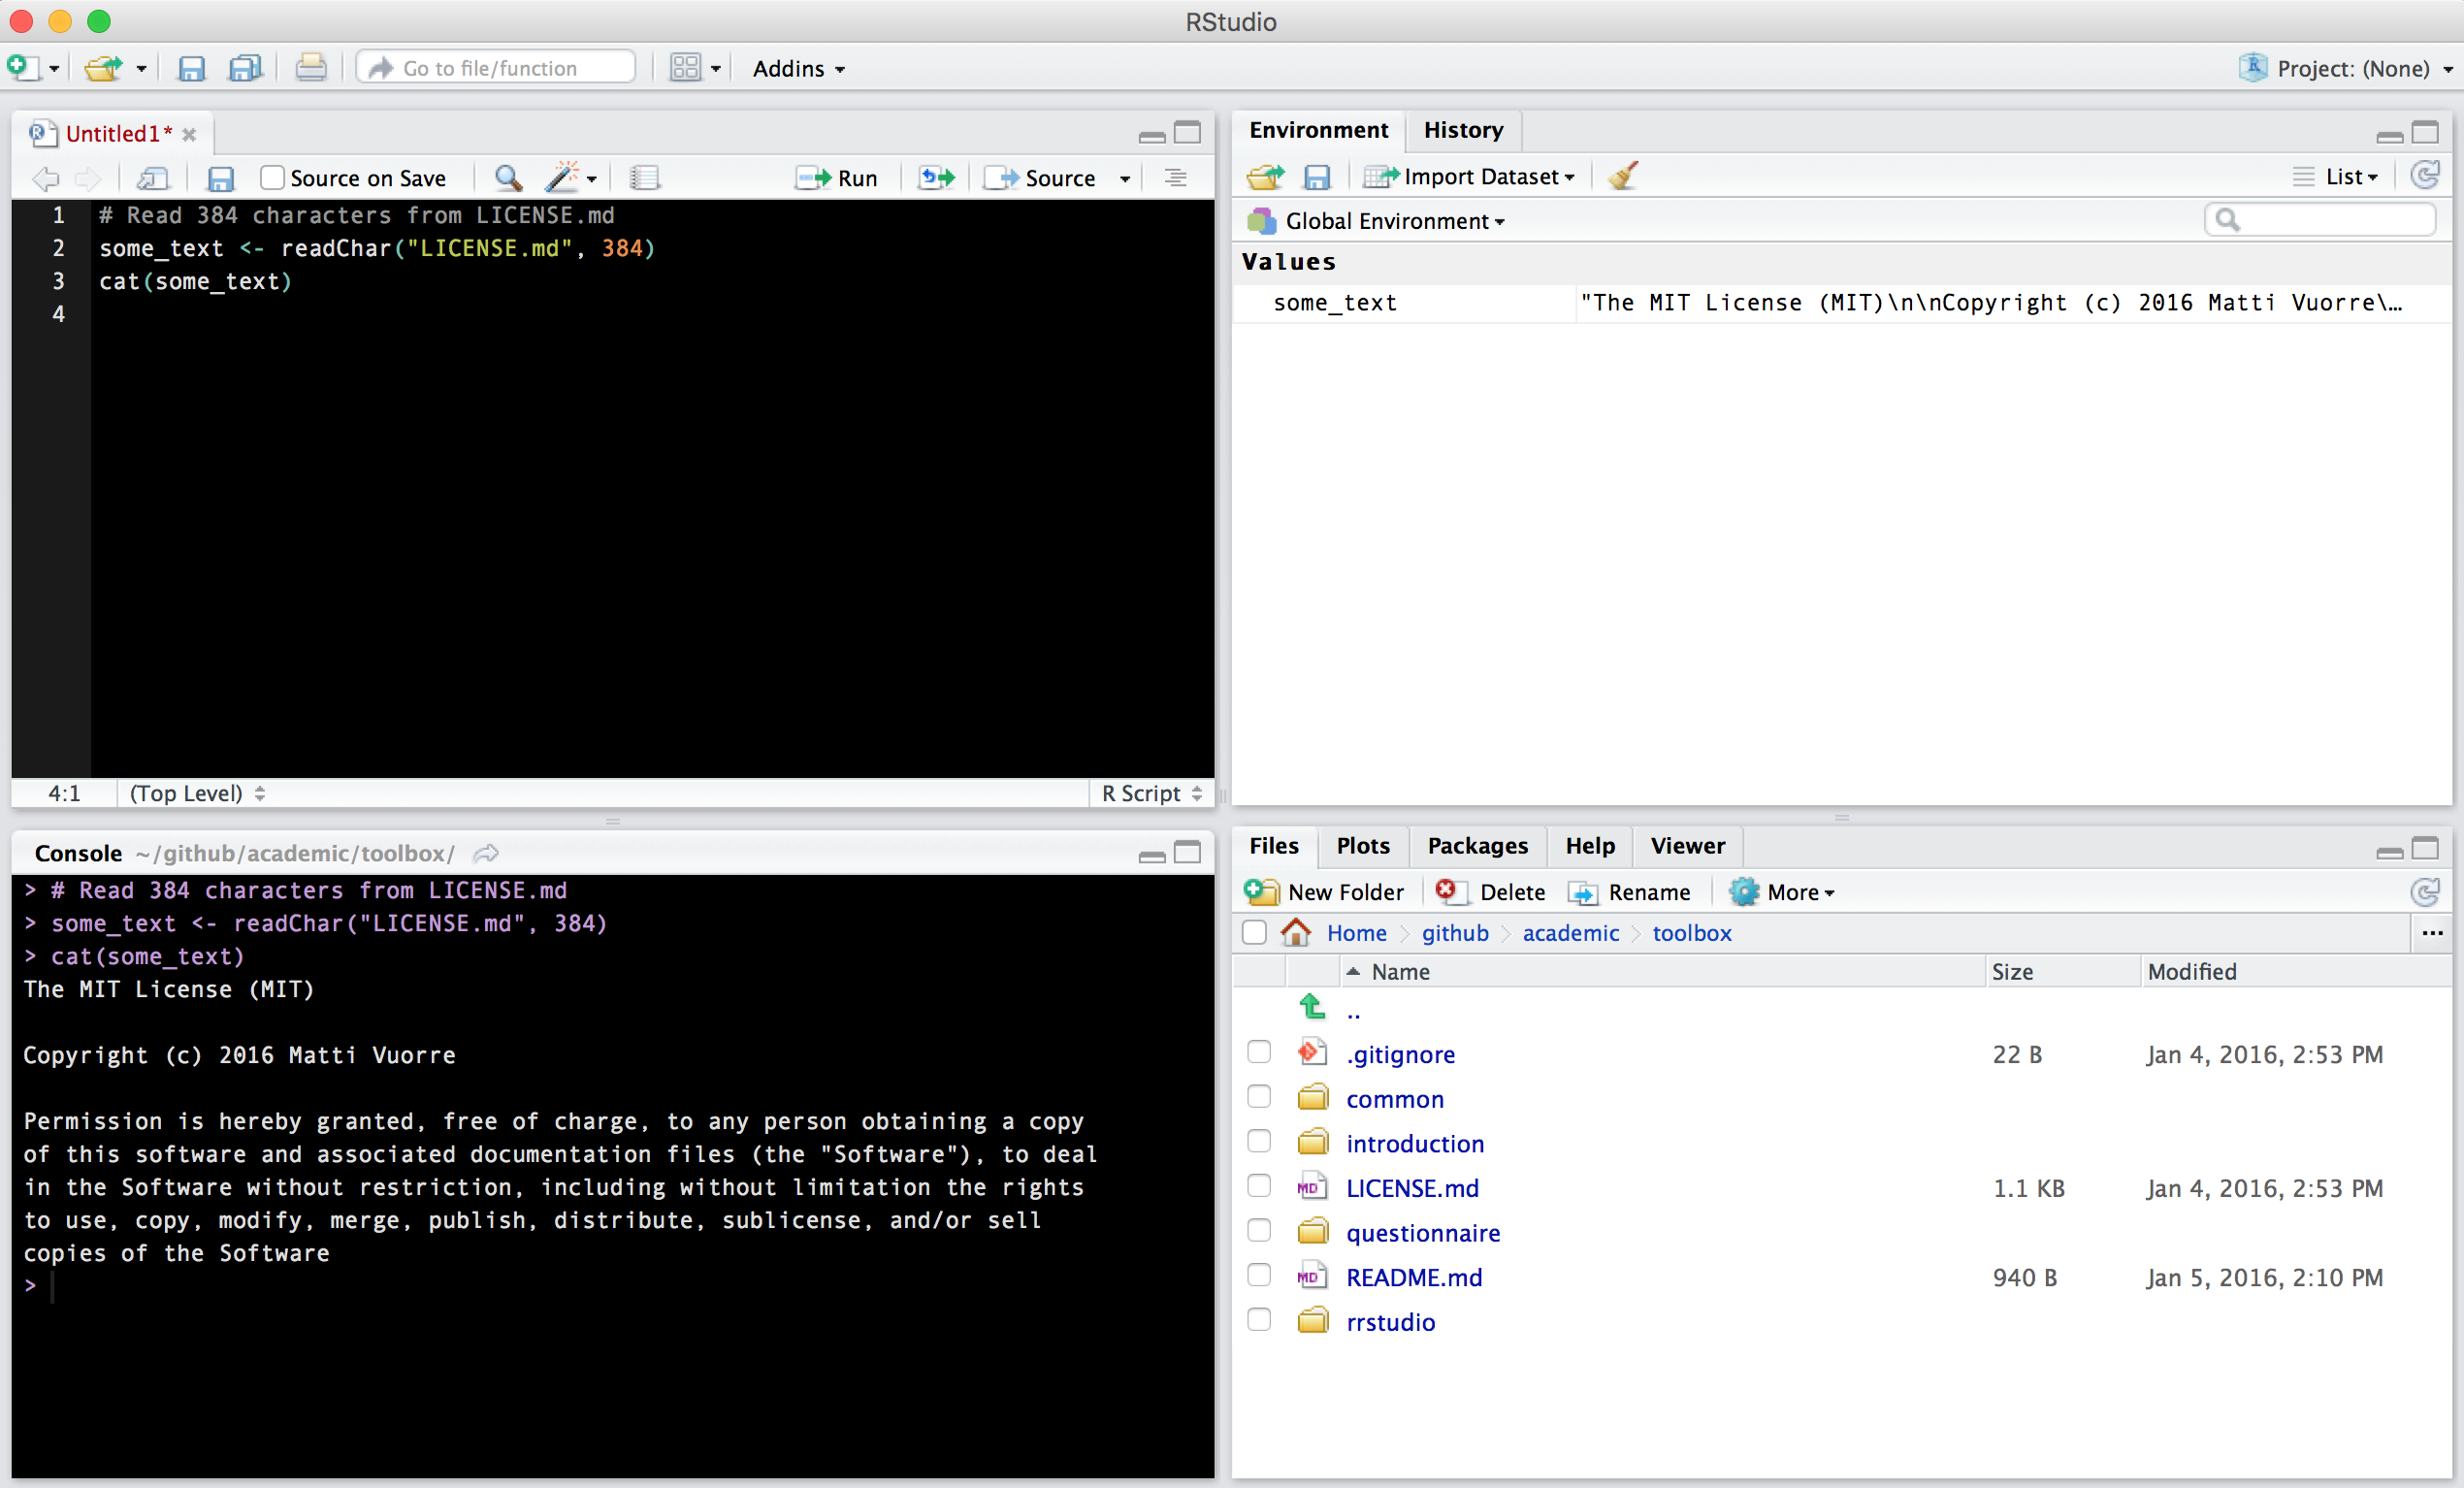 RStudio
Go to file/function
Addins
Project: (None)
Untitled1*
Source on Save
Run
Source
1 # Read 384 characters from LICENSE.md
2 some_text <- readChar("LICENSE.md", 384)
3 cat(some_text)
4
4:1 (Top Level) R Script
Console ~/github/academic/toolbox/
> # Read 384 characters from LICENSE.md
> some_text <- readChar("LICENSE.md", 384)
> cat(some_text)
The MIT License (MIT)
Copyright (c) 2016 Matti Vuorre
Permission is hereby granted, free of charge, to any person obtaining a copy
of this software and associated documentation files (the "Software"), to deal
in the Software without restriction, including without limitation the rights
to use, copy, modify, merge, publish, distribute, sublicense, and/or sell
copies of the Software
>
Environment History
Import Dataset List
Global Environment
Values
some_text "The MIT License (MIT)\n\nCopyright (c) 2016 Matti Vuorre\…
Files Plots Packages Help Viewer
New Folder Delete Rename More
Home github academic toolbox ...
Name Size Modified
..
.gitignore 22 B Jan 4, 2016, 2:53 PM
common
introduction
MD LICENSE.md 1.1 KB Jan 4, 2016, 2:53 PM
questionnaire
MD README.md 940 B Jan 5, 2016, 2:10 PM
rrstudio